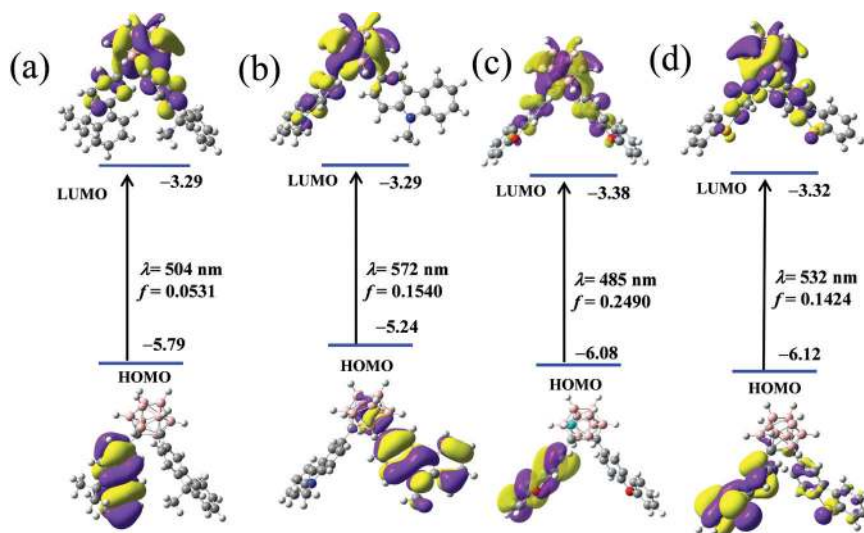 (a)
LUMO
−3.29
λ= 504 nm
f = 0.0531
−5.79
HOMO
(b)
LUMO
−3.29
λ= 572 nm
f = 0.1540
−5.24
HOMO
(c)
LUMO
−3.38
λ= 485 nm
f = 0.2490
−6.08
HOMO
(d)
LUMO
−3.32
λ= 532 nm
f = 0.1424
−6.12
HOMO